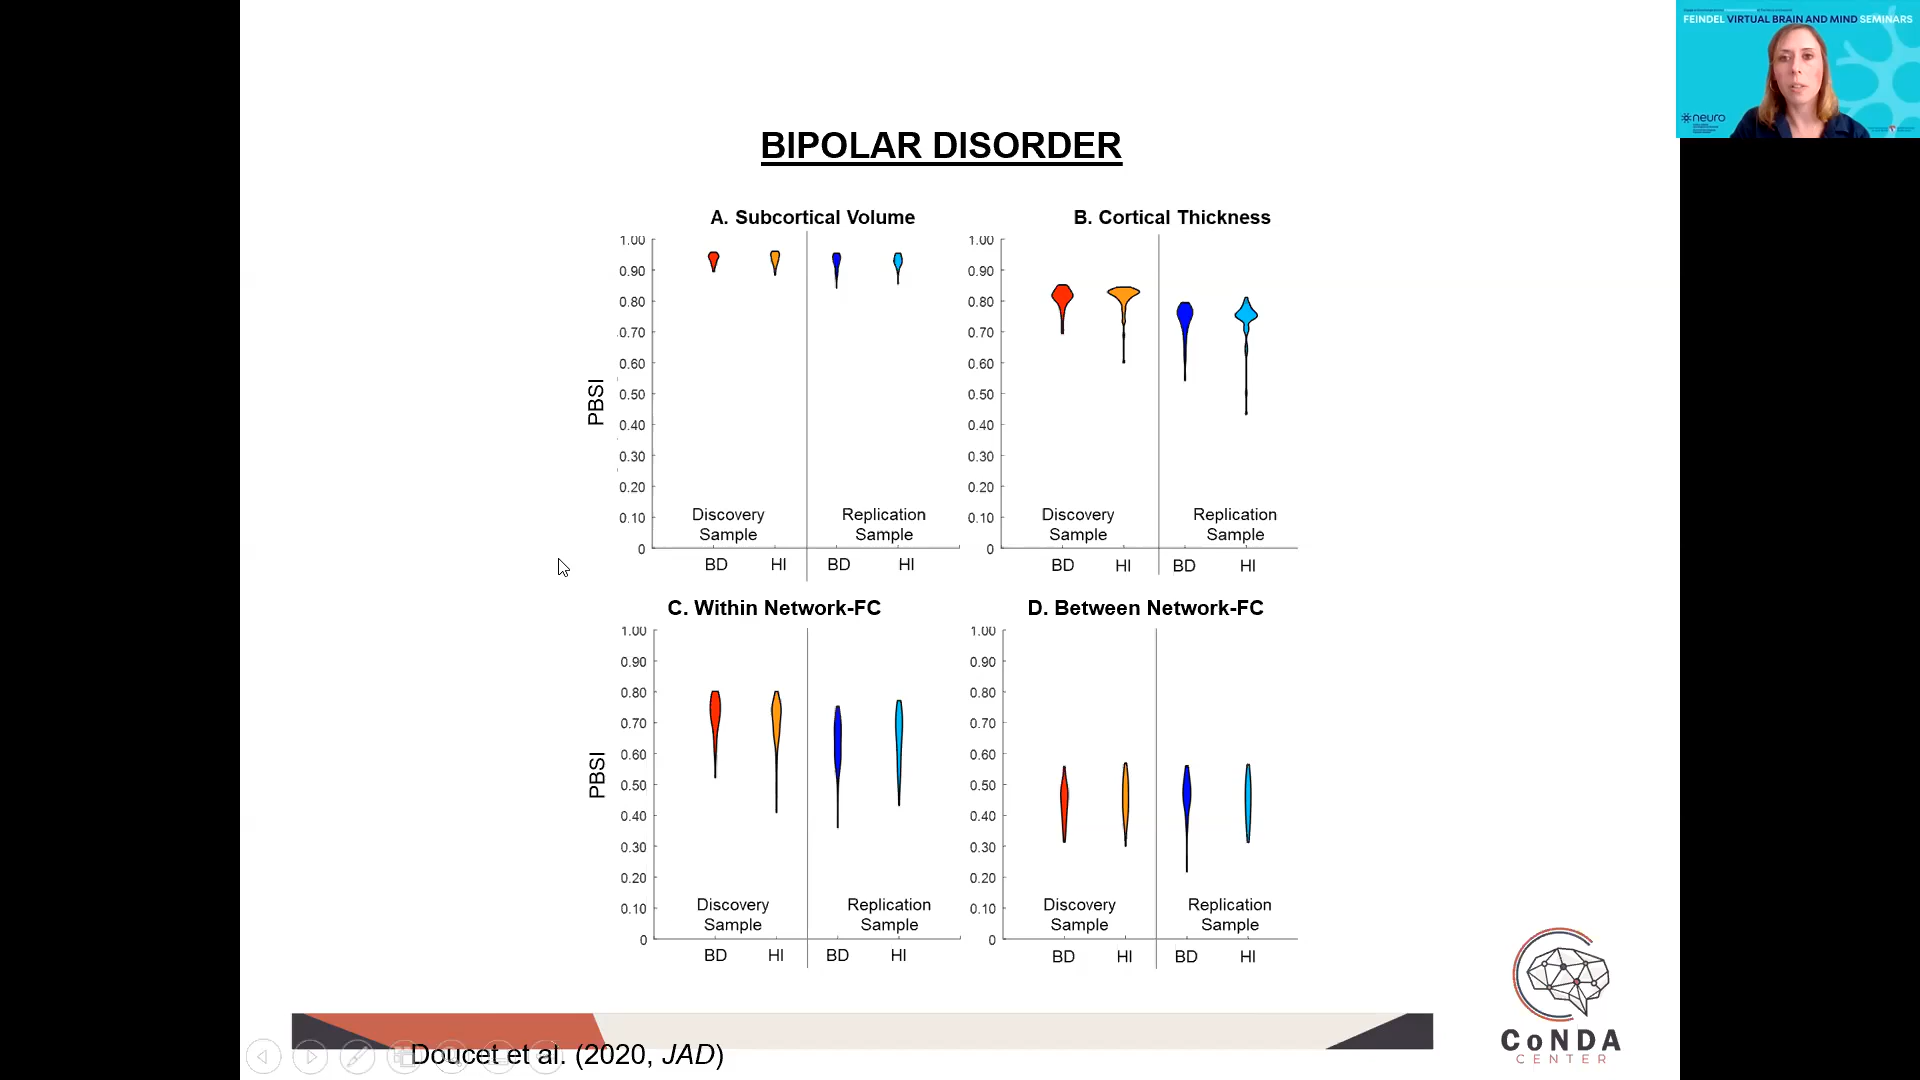 FEINDEL VIRTUAL BRAIN AND MIND SEMINARS
neuro
BIPOLAR DISORDER
A. Subcortical Volume
B. Cortical Thickness
PBSI
1.00
0.90
0.80
0.70
0.60
0.50
0.40
0.30
0.20
0.10
0
Discovery
Sample
Replication
Sample
BD HI BD HI
1.00
0.90
0.80
0.70
0.60
0.50
0.40
0.30
0.20
0.10
0
Discovery
Sample
Replication
Sample
BD HI BD HI
C. Within Network-FC
D. Between Network-FC
PBSI
1.00
0.90
0.80
0.70
0.60
0.50
0.40
0.30
0.20
0.10
0
Discovery
Sample
Replication
Sample
BD HI BD HI
1.00
0.90
0.80
0.70
0.60
0.50
0.40
0.30
0.20
0.10
0
Discovery
Sample
Replication
Sample
BD HI BD HI
CoNDA
CENTER
Doucet et al. (2020, JAD)